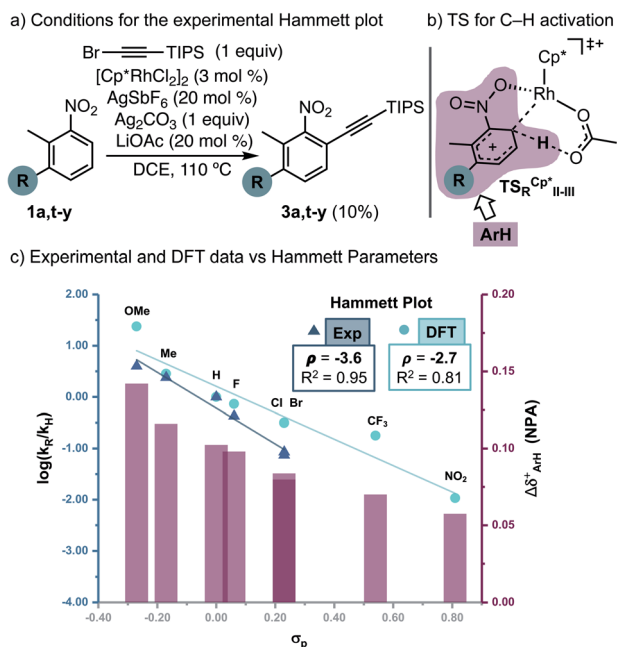 a) Conditions for the experimental Hammett plot
Br TIPS (1 equiv)
[Cp*RhCl2]2 (3 mol %)
AgSbF6 (20 mol %)
Ag2CO3 (1 equiv)
LiOAc (20 mol %)
DCE, 110 ºC
NO2
R
1a,t-y
NO2
TIPS
R
3a,t-y (10%)
b) TS for C–H activation
‡+
Cp*
Rh
O
O=N
O
H
O
+
R
TSR Cp* II-III
ArH
c) Experimental and DFT data vs Hammett Parameters
Hammett Plot
Exp
DFT
ρ = -3.6
R2 = 0.95
ρ = -2.7
R2 = 0.81
OMe
Me
H
F
Cl Br
CF3
NO2
log(kR/kH)
2.00
1.00
0.00
-1.00
-2.00
-3.00
-4.00
0.20
0.15
0.10
0.05
0.00
Δδ+ArH (NPA)
-0.40
-0.20
0.00
0.20
0.40
0.60
0.80
σp